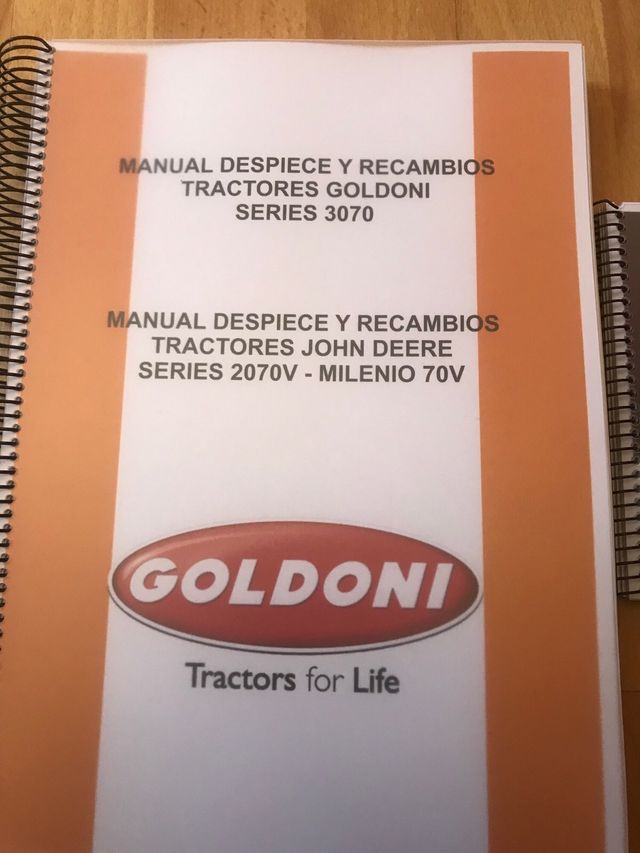 MANUAL DESPIECE Y RECAMBIOS
TRACTORES GOLDONI
SERIES 3070
MANUAL DESPIECE Y RECAMBIOS
TRACTORES JOHN DEERE
SERIES 2070V - MILENIO 70V
GOLDONI
Tractors for Life